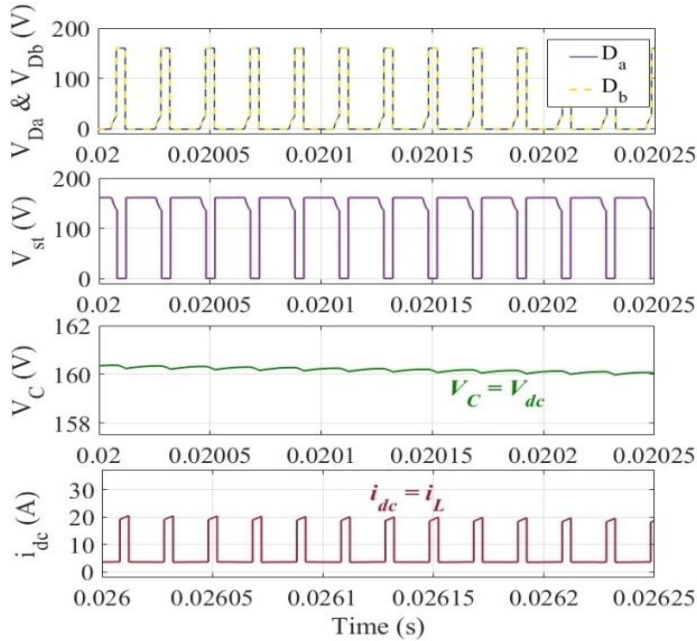 V_Da & V_Db (V)
200
100
0
D_a
D_b
0.02 0.02005 0.0201 0.02015 0.0202 0.02025
V_st (V)
200
100
0
0.02 0.02005 0.0201 0.02015 0.0202 0.02025
V_C (V)
162
160
158
V_C = V_dc
0.02 0.02005 0.0201 0.02015 0.0202 0.02025
i_dc (A)
30
20
10
0
i_dc = i_L
0.026 0.02605 0.0261 0.02615 0.0262 0.02625
Time (s)